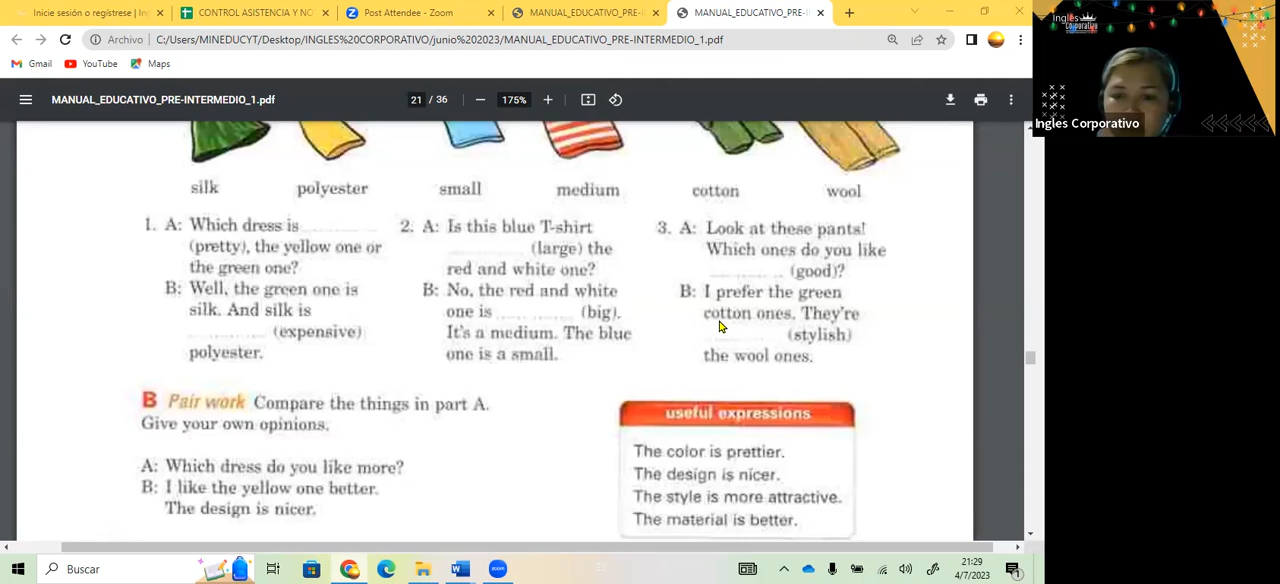 Inicie sesión o regístrese | In
CONTROL ASISTENCIA Y NO
Post Attendee - Zoom
MANUAL_EDUCATIVO_PRE-I
MANUAL_EDUCATIVO_PRE-I
Archivo
C:/Users/MINEDUCYT/Desktop/INGLES%20CORPORATIVO/junio%202023/MANUAL_EDUCATIVO_PRE-INTERMEDIO_1.pdf
Gmail
YouTube
Maps
MANUAL_EDUCATIVO_PRE-INTERMEDIO_1.pdf
21 / 36
175%
Inglés
Corporativo
Ingles Corporativo
silk
polyester
small
medium
cotton
wool
1. A: Which dress is
(pretty), the yellow one or
the green one?
B: Well, the green one is
silk. And silk is
(expensive)
polyester.
2. A: Is this blue T-shirt
(large) the
red and white one?
B: No, the red and white
one is (big).
It's a medium. The blue
one is a small.
3. A: Look at these pants!
Which ones do you like
(good)?
B: I prefer the green
cotton ones. They're
(stylish)
the wool ones.
B Pair work Compare the things in part A.
Give your own opinions.
A: Which dress do you like more?
B: I like the yellow one better.
The design is nicer.
useful expressions
The color is prettier.
The design is nicer.
The style is more attractive.
The material is better.
Buscar
zoom
21:29
4/7/2023